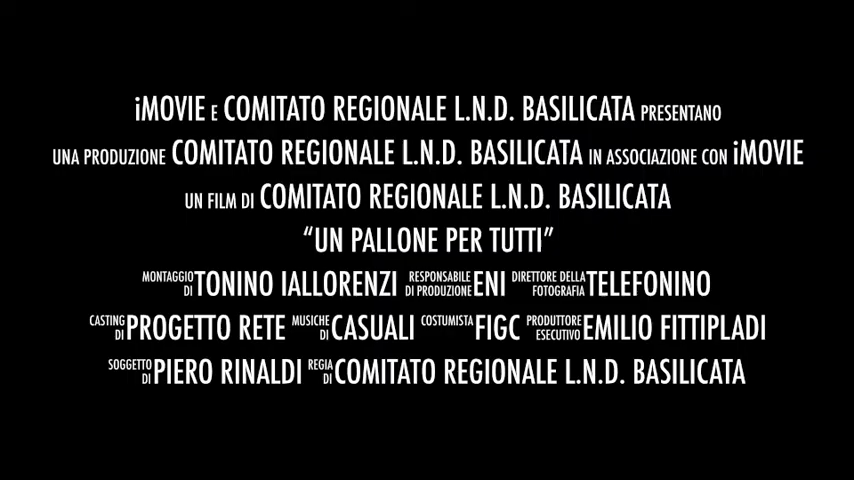 iMOVIE E COMITATO REGIONALE L.N.D. BASILICATA PRESENTANO
UNA PRODUZIONE COMITATO REGIONALE L.N.D. BASILICATA IN ASSOCIAZIONE CON iMOVIE
UN FILM DI COMITATO REGIONALE L.N.D. BASILICATA
“UN PALLONE PER TUTTI”
MONTAGGIO DI TONINO IALLORENZI RESPONSABILE DI PRODUZIONE ENI DIRETTORE DELLA FOTOGRAFIA TELEFONINO
CASTING DI PROGETTO RETE MUSICHE DI CASUALI COSTUMISTA FIGC PRODUTTORE ESECUTIVO EMILIO FITTIPLADI
SOGGETTO DI PIERO RINALDI REGIA DI COMITATO REGIONALE L.N.D. BASILICATA